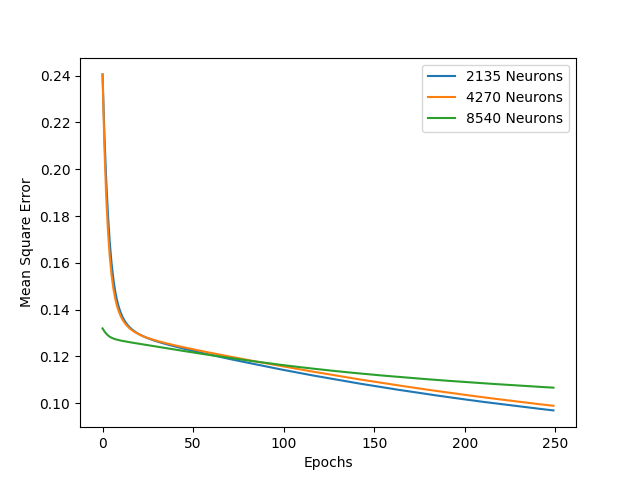 2135 Neurons
4270 Neurons
8540 Neurons
Mean Square Error
0.24
0.22
0.20
0.18
0.16
0.14
0.12
0.10
0 50 100 150 200 250
Epochs